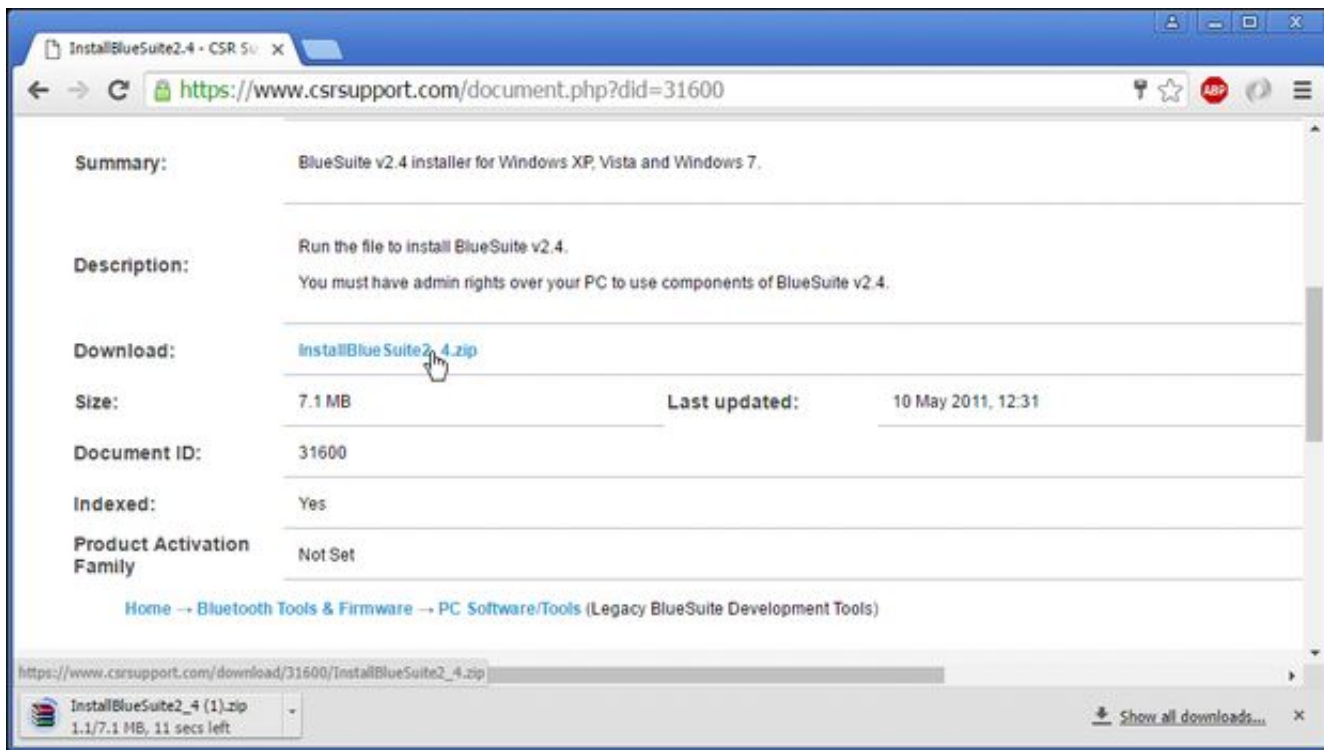 InstallBlueSuite2.4 - CSR Su
https://www.csrsupport.com/document.php?did=31600
ABP
Summary: BlueSuite v2.4 installer for Windows XP, Vista and Windows 7.
Run the file to install BlueSuite v2.4.
Description:
You must have admin rights over your PC to use components of BlueSuite v2.4.
Download: InstallBlueSuite2_4.zip
Size: 7.1 MB Last updated: 10 May 2011, 12:31
Document ID: 31600
Indexed: Yes
Product Activation
Family Not Set
Home → Bluetooth Tools & Firmware → PC Software/Tools (Legacy BlueSuite Development Tools)
https://www.csrsupport.com/download/31600/InstallBlueSuite2_4.zip
InstallBlueSuite2_4 (1).zip
1.1/7.1 MB, 11 secs left
Show all downloads...